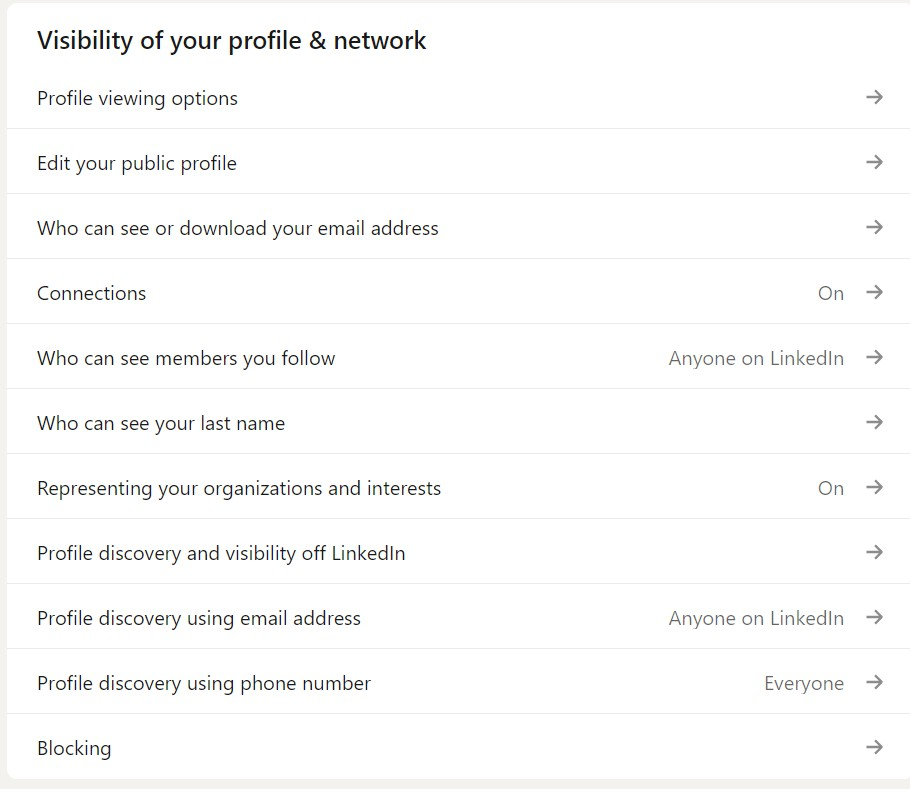 Visibility of your profile & network
Profile viewing options
Edit your public profile
Who can see or download your email address
Connections On
Who can see members you follow Anyone on LinkedIn
Who can see your last name
Representing your organizations and interests On
Profile discovery and visibility off LinkedIn
Profile discovery using email address Anyone on LinkedIn
Profile discovery using phone number Everyone
Blocking